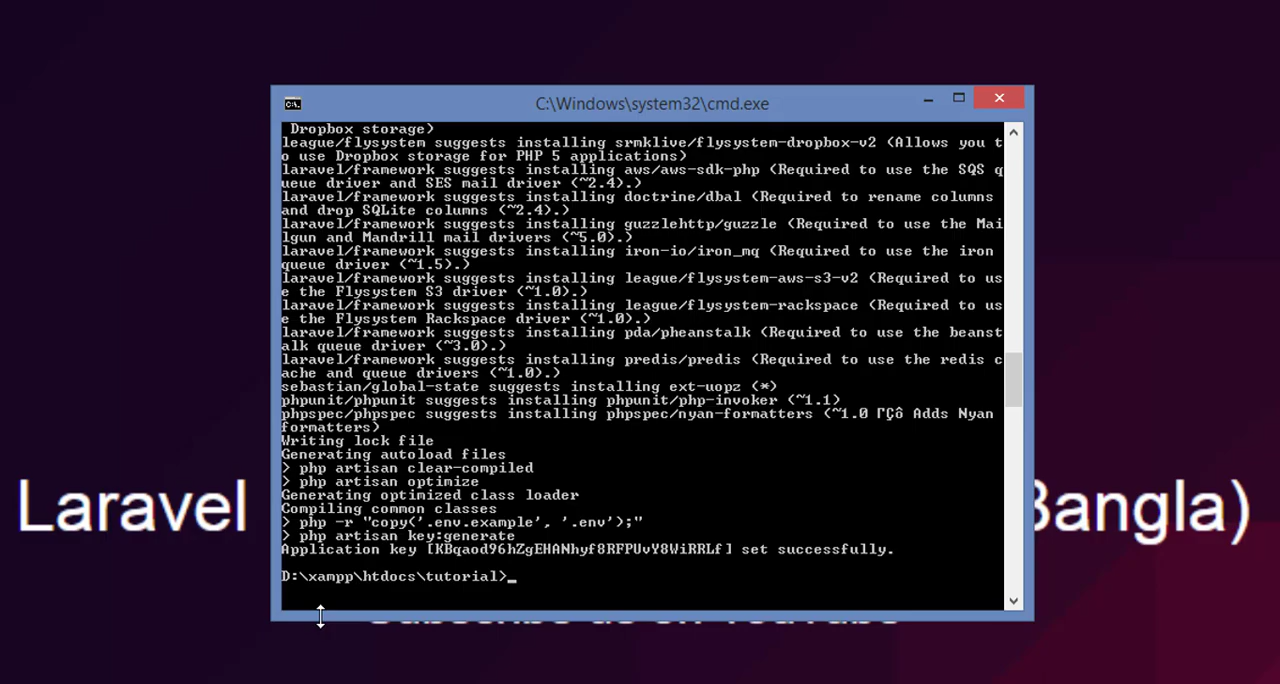 C:\Windows\system32\cmd.exe
Dropbox storage)
league/flysystem suggests installing srmklive/flysystem-dropbox-v2 (Allows you t
o use Dropbox storage for PHP 5 applications)
laravel/framework suggests installing aws/aws-sdk-php (Required to use the SQS q
ueue driver and SES mail driver (~2.4).)
laravel/framework suggests installing doctrine/dbal (Required to rename columns
and drop SQLite columns (~2.4).)
laravel/framework suggests installing guzzlehttp/guzzle (Required to use the Mai
lgun and Mandrill mail drivers (~5.0).)
laravel/framework suggests installing iron-io/iron_mq (Required to use the iron
queue driver (~1.5).)
laravel/framework suggests installing league/flysystem-aws-s3-v2 (Required to us
e the Flysystem S3 driver (~1.0).)
laravel/framework suggests installing league/flysystem-rackspace (Required to us
e the Flysystem Rackspace driver (~1.0).)
laravel/framework suggests installing pda/pheanstalk (Required to use the beanst
alk queue driver (~3.0).)
laravel/framework suggests installing predis/predis (Required to use the redis c
ache and queue drivers (~1.0).)
sebastian/global-state suggests installing ext-uopz (*)
phpunit/phpunit suggests installing phpunit/php-invoker (~1.1)
phpspec/phpspec suggests installing phpspec/nyan-formatters (~1.0 ΓÇô Adds Nyan
formatters)
Writing lock file
Generating autoload files
> php artisan clear-compiled
> php artisan optimize
Generating optimized class loader
Compiling common classes
> php -r "copy('.env.example', '.env');"
> php artisan key:generate
Application key [KBqaod96hZgEHANhyf8RFPUvY8WiRRLf] set successfully.
D:\xampp\htdocs\tutorial>_
Laravel Bangla)